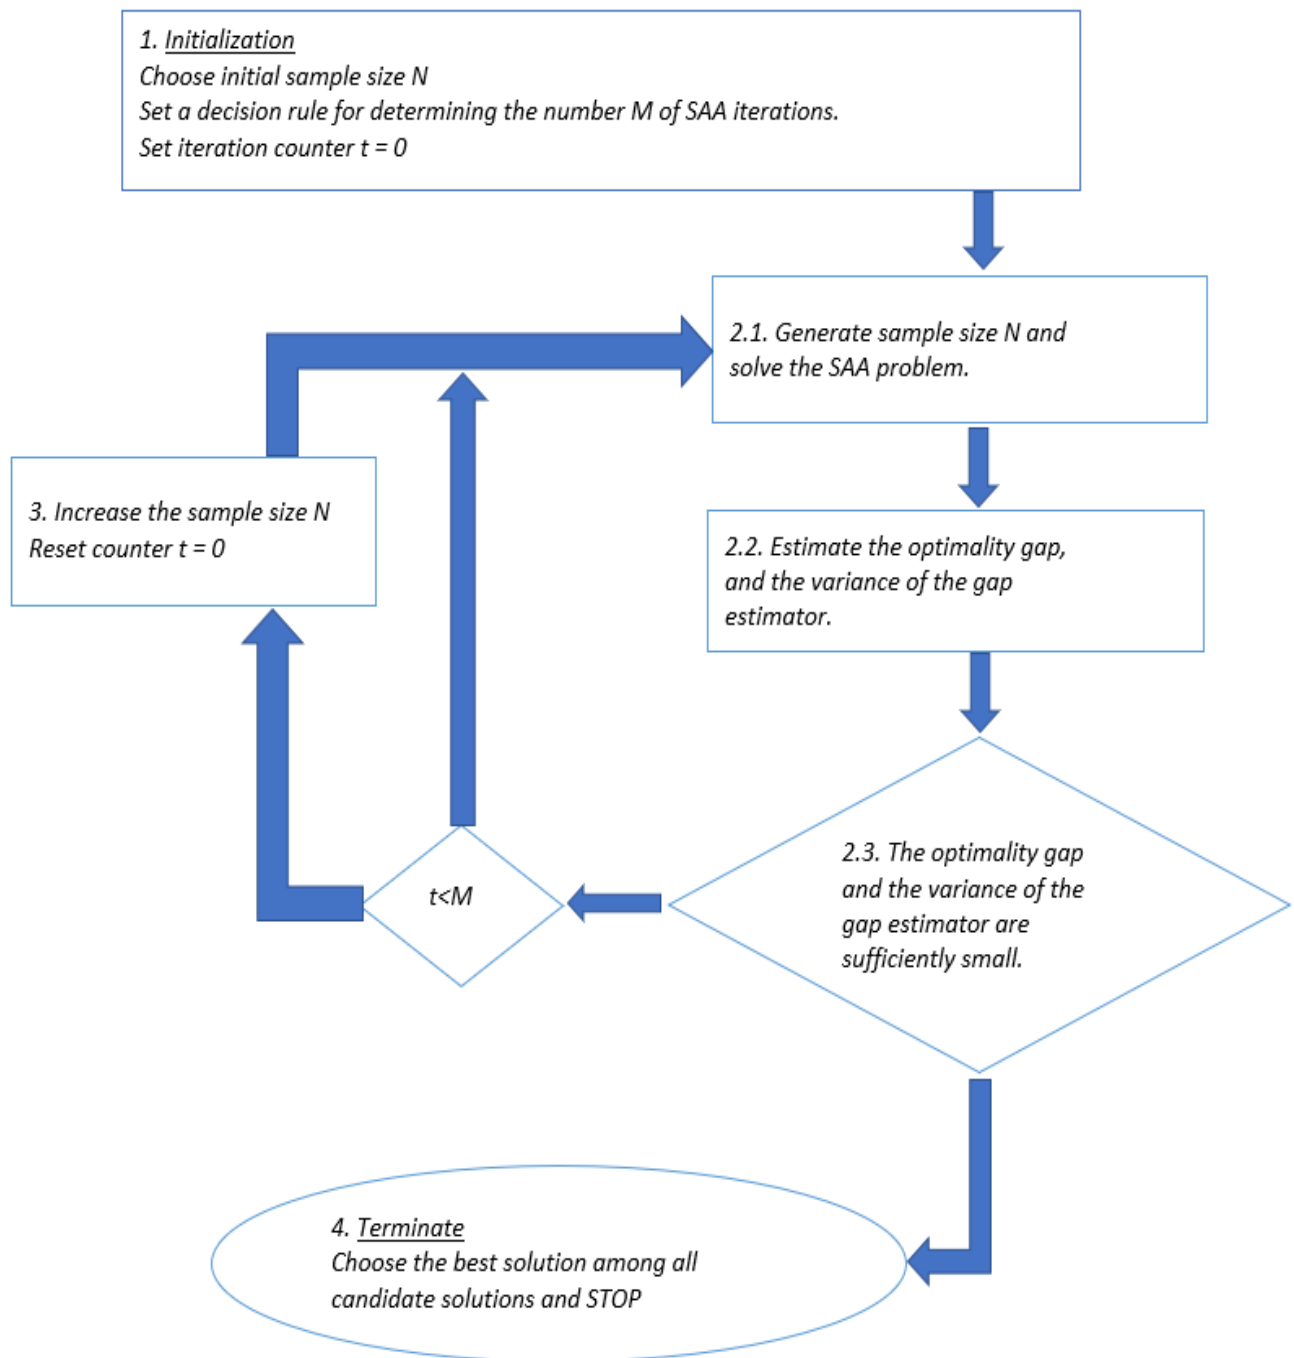 1. Initialization
Choose initial sample size N
Set a decision rule for determining the number M of SAA iterations.
Set iteration counter t = 0
2.1. Generate sample size N and
solve the SAA problem.
3. Increase the sample size N
Reset counter t = 0
2.2. Estimate the optimality gap,
and the variance of the gap
estimator.
t<M
2.3. The optimality gap
and the variance of the
gap estimator are
sufficiently small.
4. Terminate
Choose the best solution among all
candidate solutions and STOP